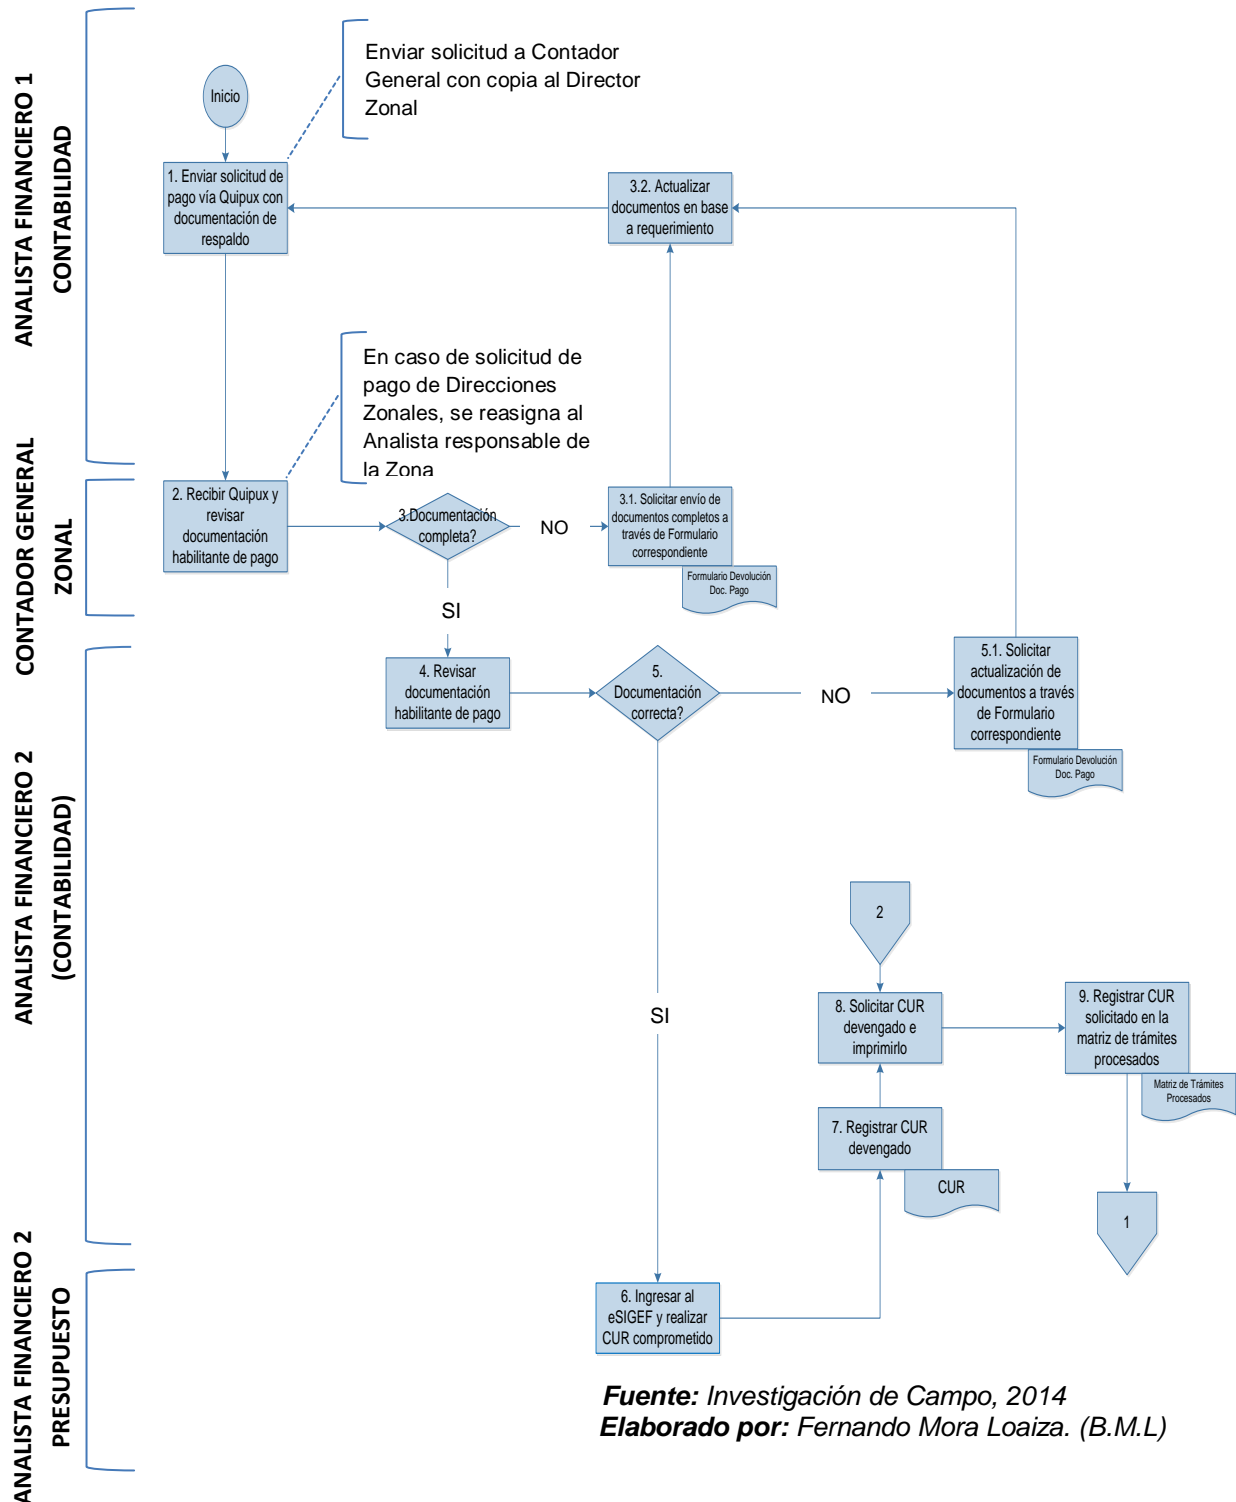 ANALISTA FINANCIERO 1
CONTABILIDAD
Inicio
Enviar solicitud a Contador
General con copia al Director
Zonal
1. Enviar solicitud de
pago vía Quipux con
documentación de
respaldo
3.2. Actualizar
documentos en base
a requerimiento
En caso de solicitud de
pago de Direcciones
Zonales, se reasigna al
Analista responsable de
la Zona
CONTADOR GENERAL
ZONAL
2. Recibir Quipux y
revisar
documentación
habilitante de pago
3.Documentación
completa?
NO
3.1. Solicitar envío de
documentos completos a
través de Formulario
correspondiente
Formulario Devolución
Doc. Pago
SI
ANALISTA FINANCIERO 2
(CONTABILIDAD)
4. Revisar
documentación
habilitante de pago
5.
Documentación
correcta?
NO
5.1. Solicitar
actualización de
documentos a través
de Formulario
correspondiente
Formulario Devolución
Doc. Pago
SI
2
8. Solicitar CUR
devengado e
imprimirlo
9. Registrar CUR
solicitado en la
matriz de trámites
procesados
Matriz de Trámites
Procesados
7. Registrar CUR
devengado
CUR
1
ANALISTA FINANCIERO 2
PRESUPUESTO
6. Ingresar al
eSIGEF y realizar
CUR comprometido
Fuente: Investigación de Campo, 2014
Elaborado por: Fernando Mora Loaiza. (B.M.L)